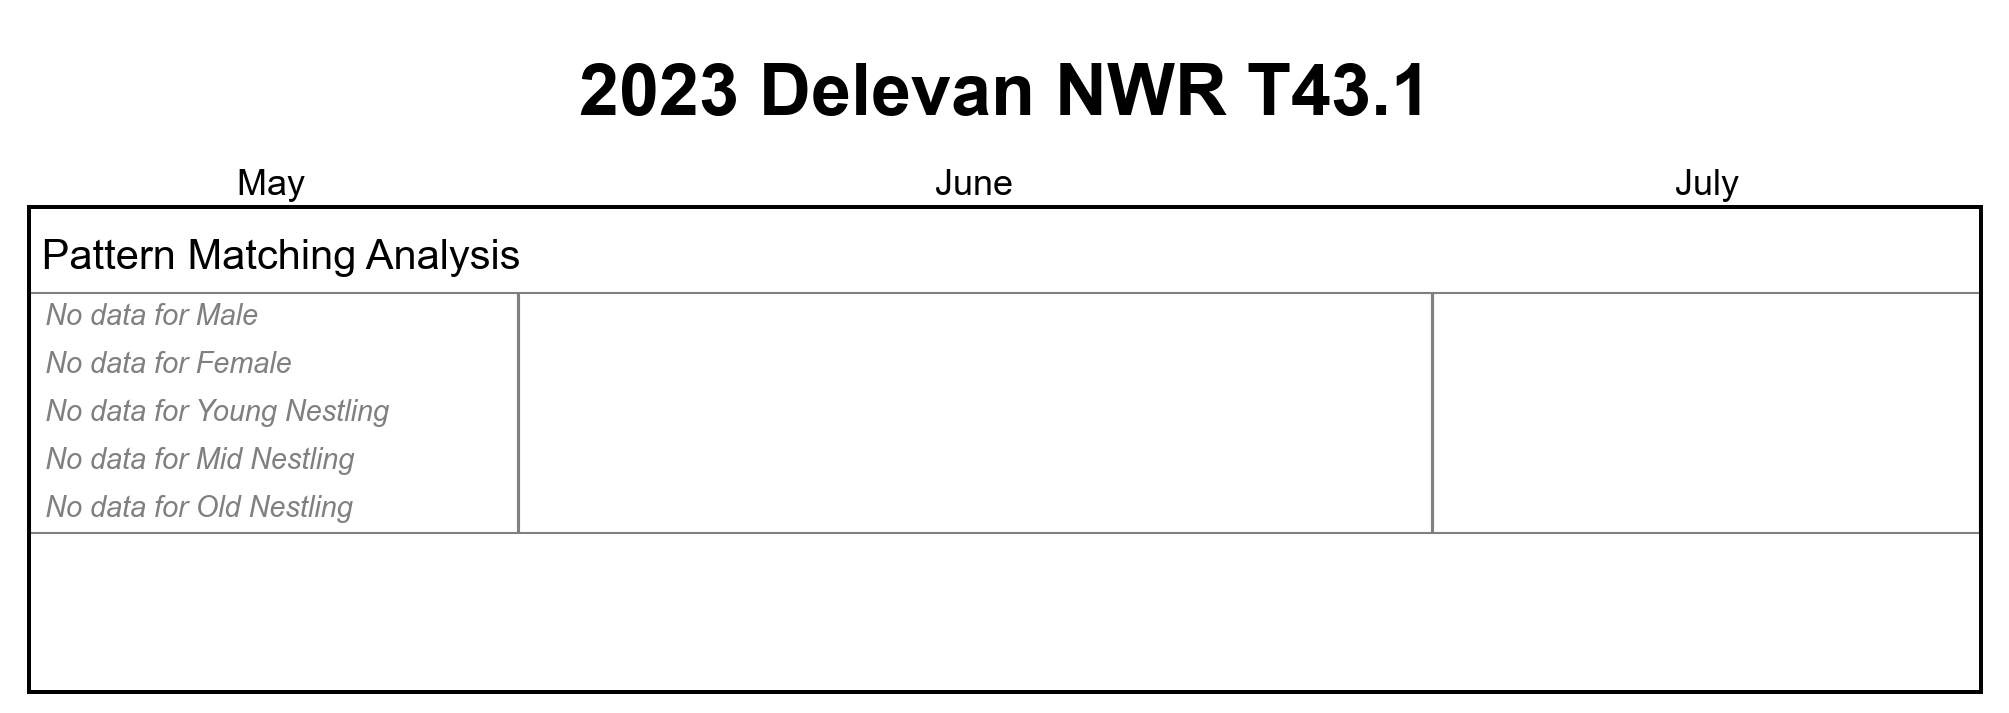 2023 Delevan NWR T43.1
May June July
Pattern Matching Analysis
No data for Male
No data for Female
No data for Young Nestling
No data for Mid Nestling
No data for Old Nestling